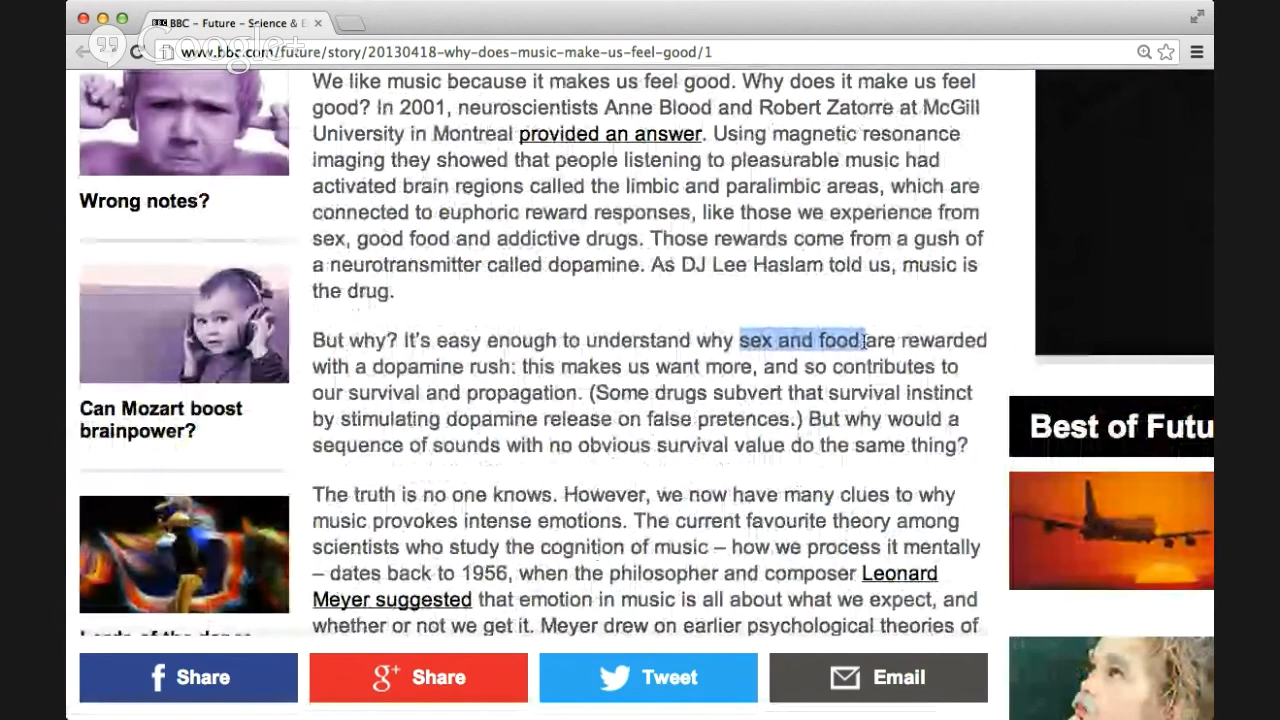 BBC – Future – Science &
Google+
www.bbc.com/future/story/20130418-why-does-music-make-us-feel-good/1
Wrong notes?
Can Mozart boost
brainpower?
We like music because it makes us feel good. Why does it make us feel
good? In 2001, neuroscientists Anne Blood and Robert Zatorre at McGill
University in Montreal provided an answer. Using magnetic resonance
imaging they showed that people listening to pleasurable music had
activated brain regions called the limbic and paralimbic areas, which are
connected to euphoric reward responses, like those we experience from
sex, good food and addictive drugs. Those rewards come from a gush of
a neurotransmitter called dopamine. As DJ Lee Haslam told us, music is
the drug.
But why? It's easy enough to understand why sex and food are rewarded
with a dopamine rush: this makes us want more, and so contributes to
our survival and propagation. (Some drugs subvert that survival instinct
by stimulating dopamine release on false pretences.) But why would a
sequence of sounds with no obvious survival value do the same thing?
The truth is no one knows. However, we now have many clues to why
music provokes intense emotions. The current favourite theory among
scientists who study the cognition of music – how we process it mentally
– dates back to 1956, when the philosopher and composer Leonard
Meyer suggested that emotion in music is all about what we expect, and
whether or not we get it. Meyer drew on earlier psychological theories of
Best of Futu
Share
Share
Tweet
Email